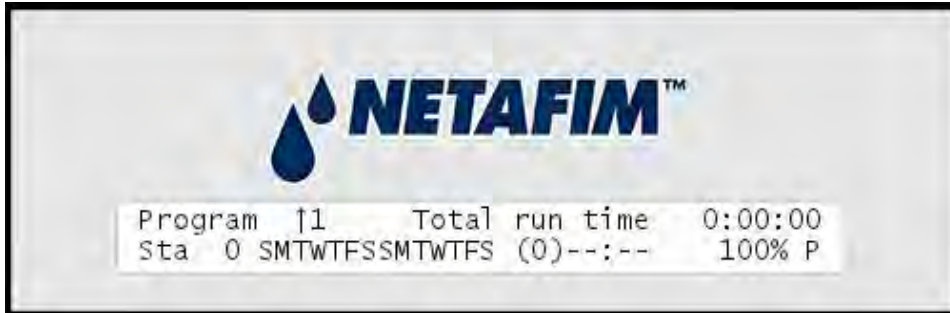 NETAFIM™
Program ↑1 Total run time 0:00:00
Sta 0 SMTWTFSSMTWTFS (0)--:-- 100% P